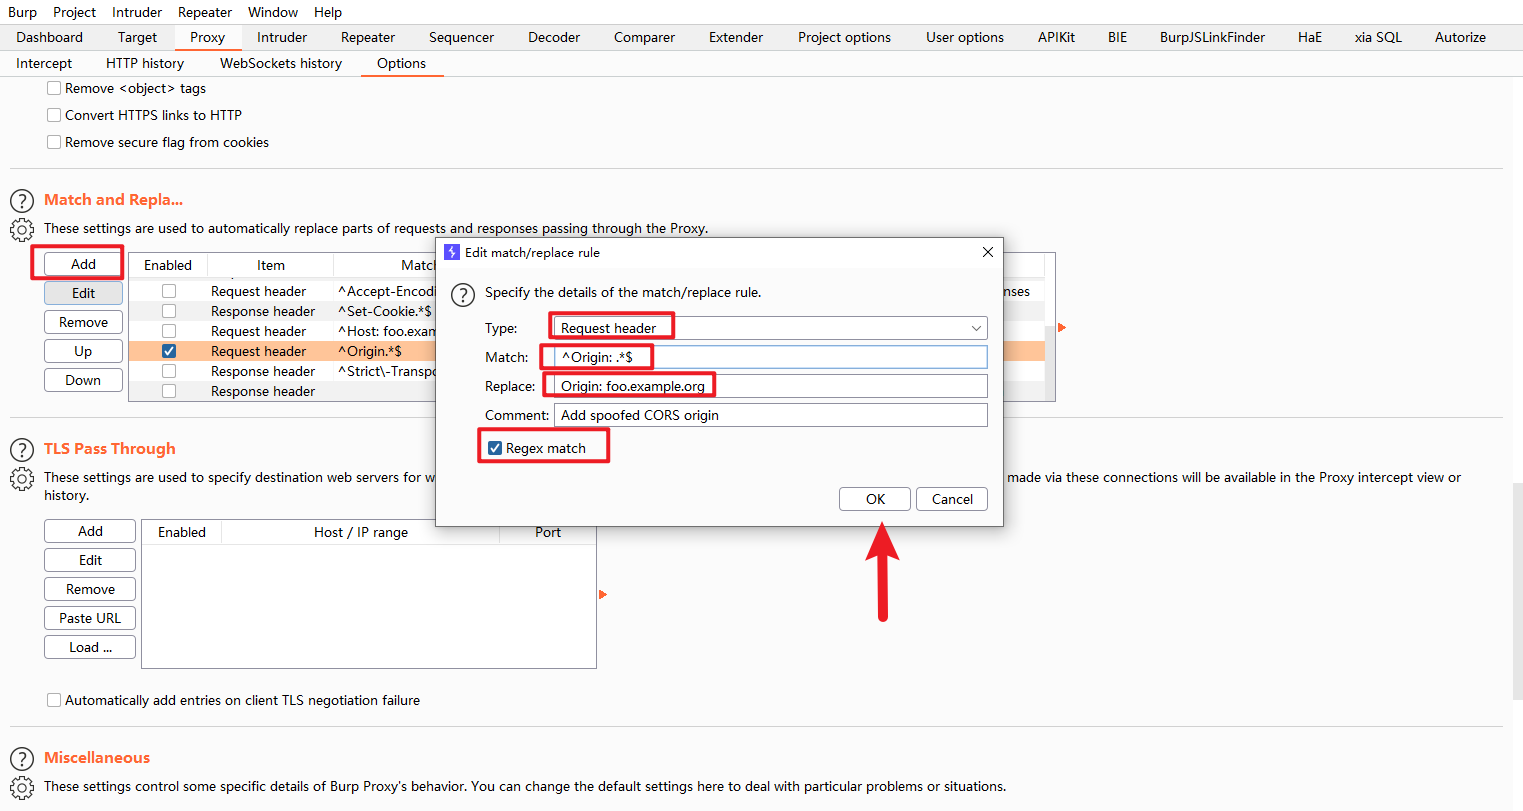 Burp Project Intruder Repeater Window Help
Dashboard Target Proxy Intruder Repeater Sequencer Decoder Comparer Extender Project options User options APIKit BIE BurpJSLinkFinder HaE xia SQL Autorize
Intercept HTTP history WebSockets history Options
Remove <object> tags
Convert HTTPS links to HTTP
Remove secure flag from cookies
? Match and Repla...
These settings are used to automatically replace parts of requests and responses passing through the Proxy.
Add
Edit
Remove
Up
Down
Enabled Item Match
Request header ^Accept-Encodi nses
Response header ^Set-Cookie.*$
Request header ^Host: foo.exam
Request header ^Origin.*$
Response header ^Strict\-Transpo
Response header
Edit match/replace rule
? Specify the details of the match/replace rule.
Type: Request header
Match: ^Origin: .*$
Replace: Origin: foo.example.org
Comment: Add spoofed CORS origin
Regex match
OK Cancel
? TLS Pass Through
These settings are used to specify destination web servers for w made via these connections will be available in the Proxy intercept view or
history.
Add
Edit
Remove
Paste URL
Load ...
Enabled Host / IP range Port
Automatically add entries on client TLS negotiation failure
? Miscellaneous
These settings control some specific details of Burp Proxy's behavior. You can change the default settings here to deal with particular problems or situations.